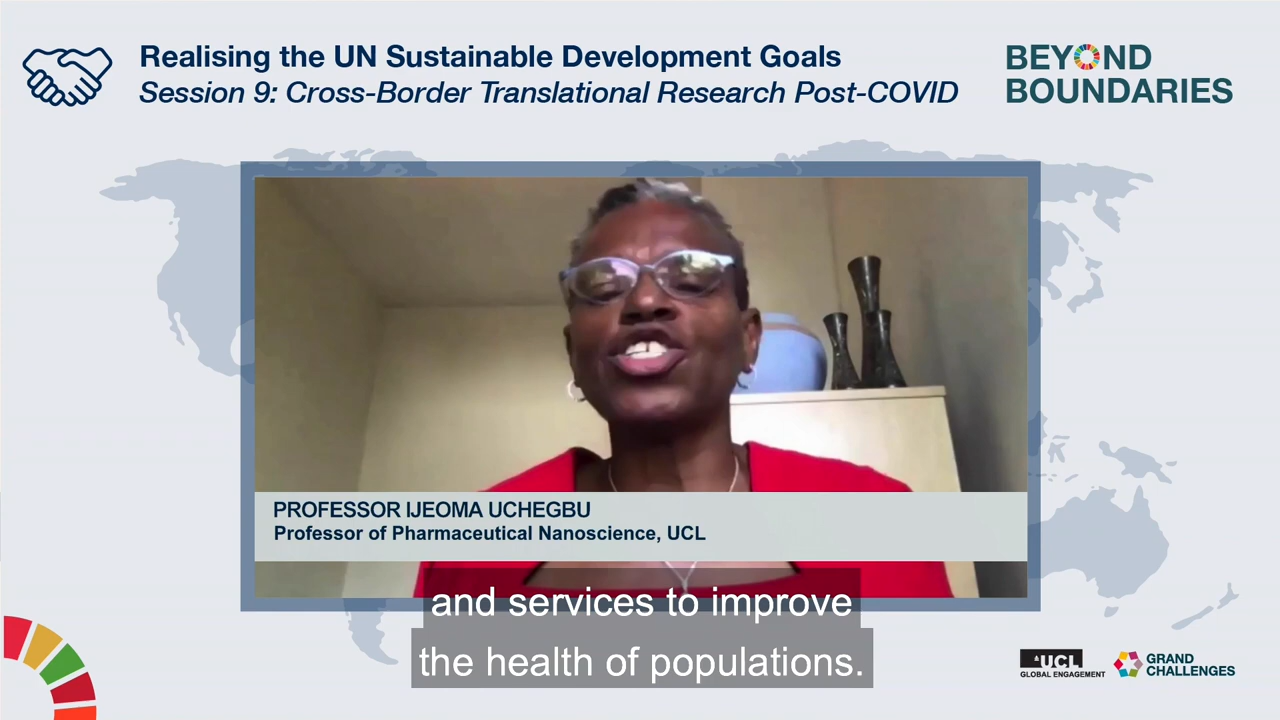 Realising the UN Sustainable Development Goals
Session 9: Cross-Border Translational Research Post-COVID
BEYOND
BOUNDARIES
PROFESSOR IJEOMA UCHEGBU
Professor of Pharmaceutical Nanoscience, UCL
and services to improve
the health of populations.
UCL
GLOBAL ENGAGEMENT
GRAND
CHALLENGES